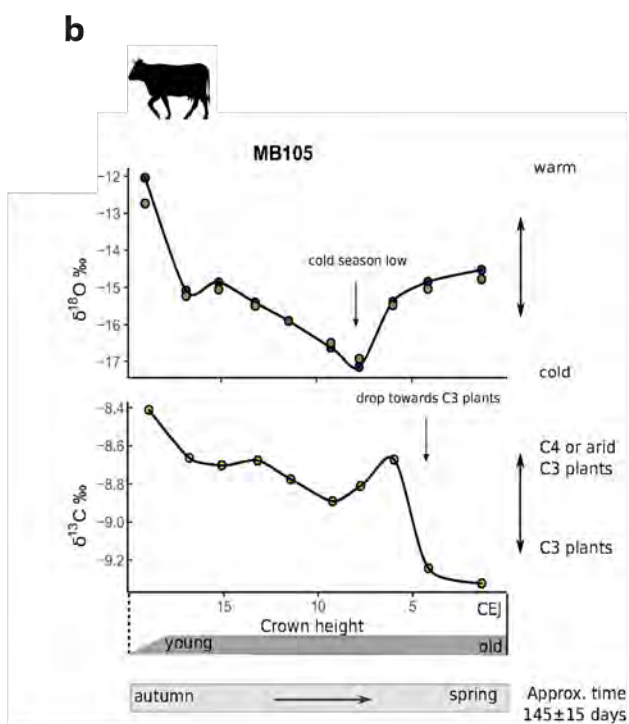 b
MB105
warm
−12
−13
−14
−15
−16
−17
δ18O ‰
cold season low
cold
drop towards C3 plants
−8.4
−8.6
−8.8
−9.0
−9.2
δ13C ‰
C4 or arid
C3 plants
C3 plants
15 10 5 CEJ
Crown height
young old
autumn spring
Approx. time
145±15 days